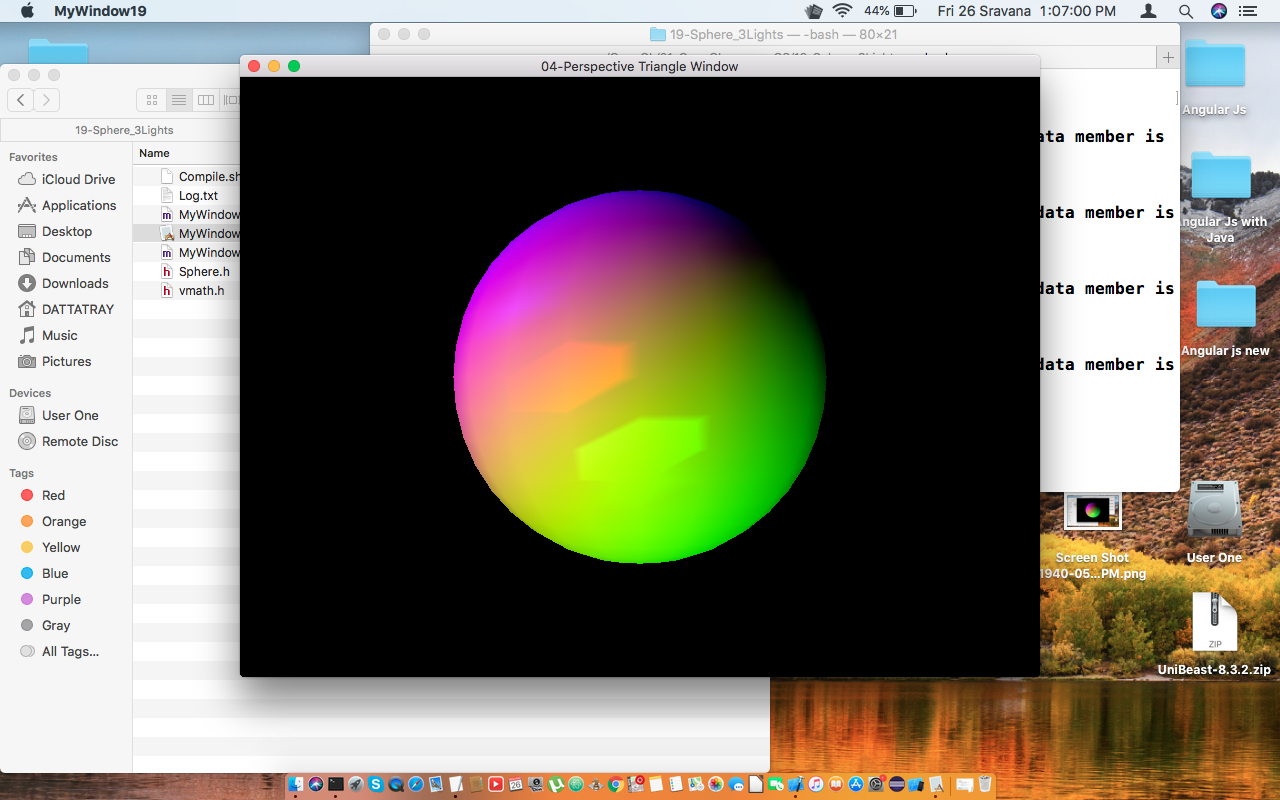 MyWindow19
44%
Fri 26 Sravana 1:07:00 PM
19-Sphere_3Lights — -bash — 80×21
04-Perspective Triangle Window
19-Sphere_3Lights
Favorites
iCloud Drive
Applications
Desktop
Documents
Downloads
DATTATRAY
Music
Pictures
Devices
User One
Remote Disc
Tags
Red
Orange
Yellow
Blue
Purple
Gray
All Tags...
Name
Compile.sh
Log.txt
MyWindow
MyWindow
MyWindow
Sphere.h
vmath.h
data member is
data member is
data member is
data member is
Angular Js
Angular Js with
Java
Angular js new
Screen Shot
1940-05...PM.png
User One
ZIP
UniBeast-8.3.2.zip